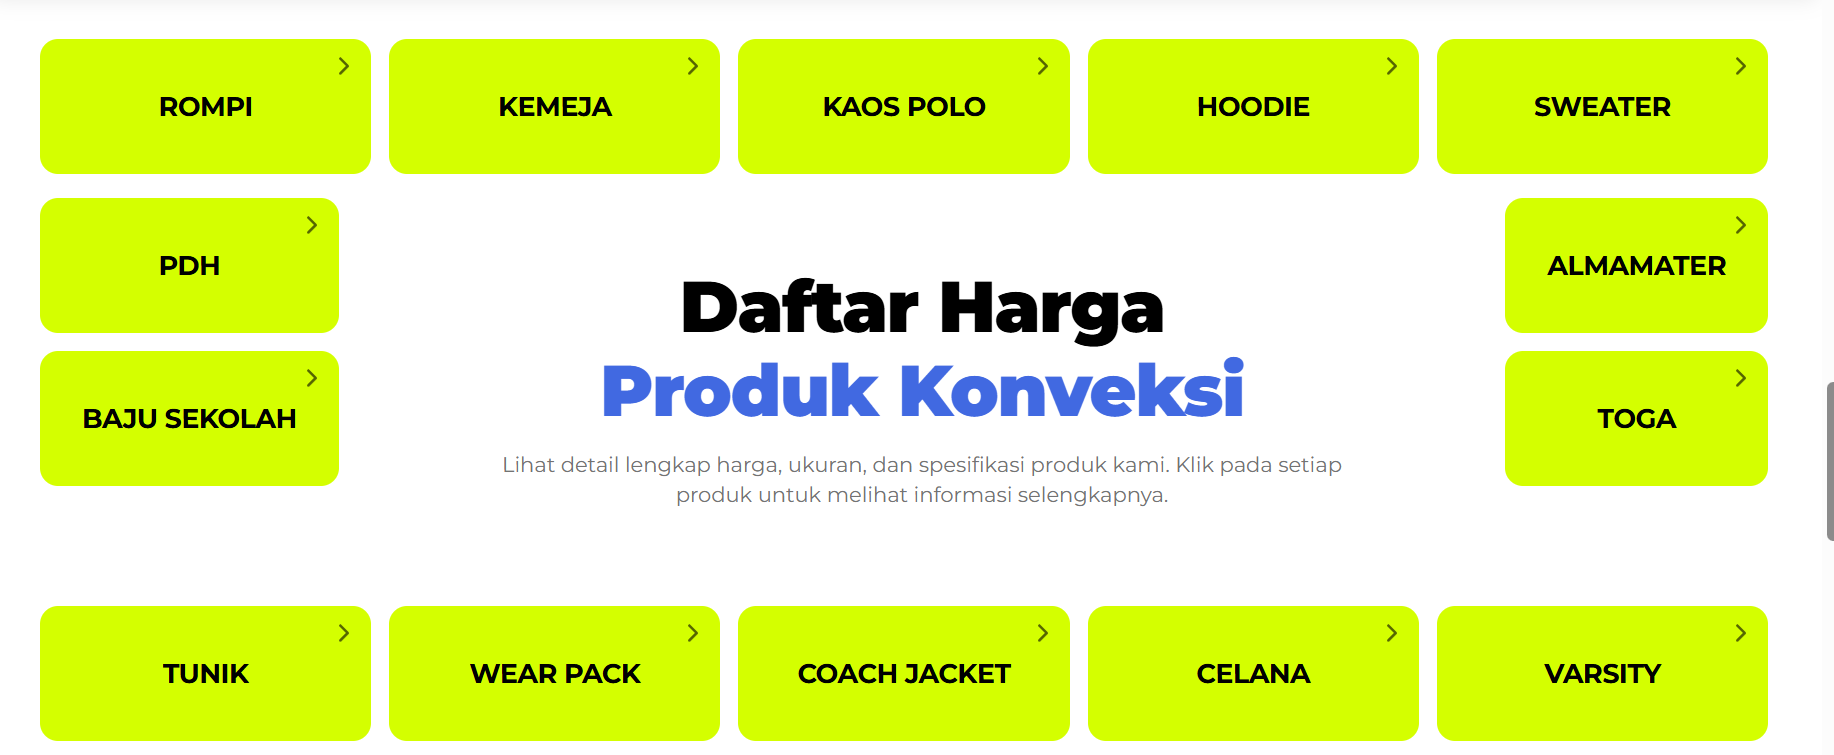 ROMPI
KEMEJA
KAOS POLO
HOODIE
SWEATER
PDH
ALMAMATER
Daftar Harga
Produk Konveksi
BAJU SEKOLAH
TOGA
Lihat detail lengkap harga, ukuran, dan spesifikasi produk kami. Klik pada setiap
produk untuk melihat informasi selengkapnya.
TUNIK
WEAR PACK
COACH JACKET
CELANA
VARSITY